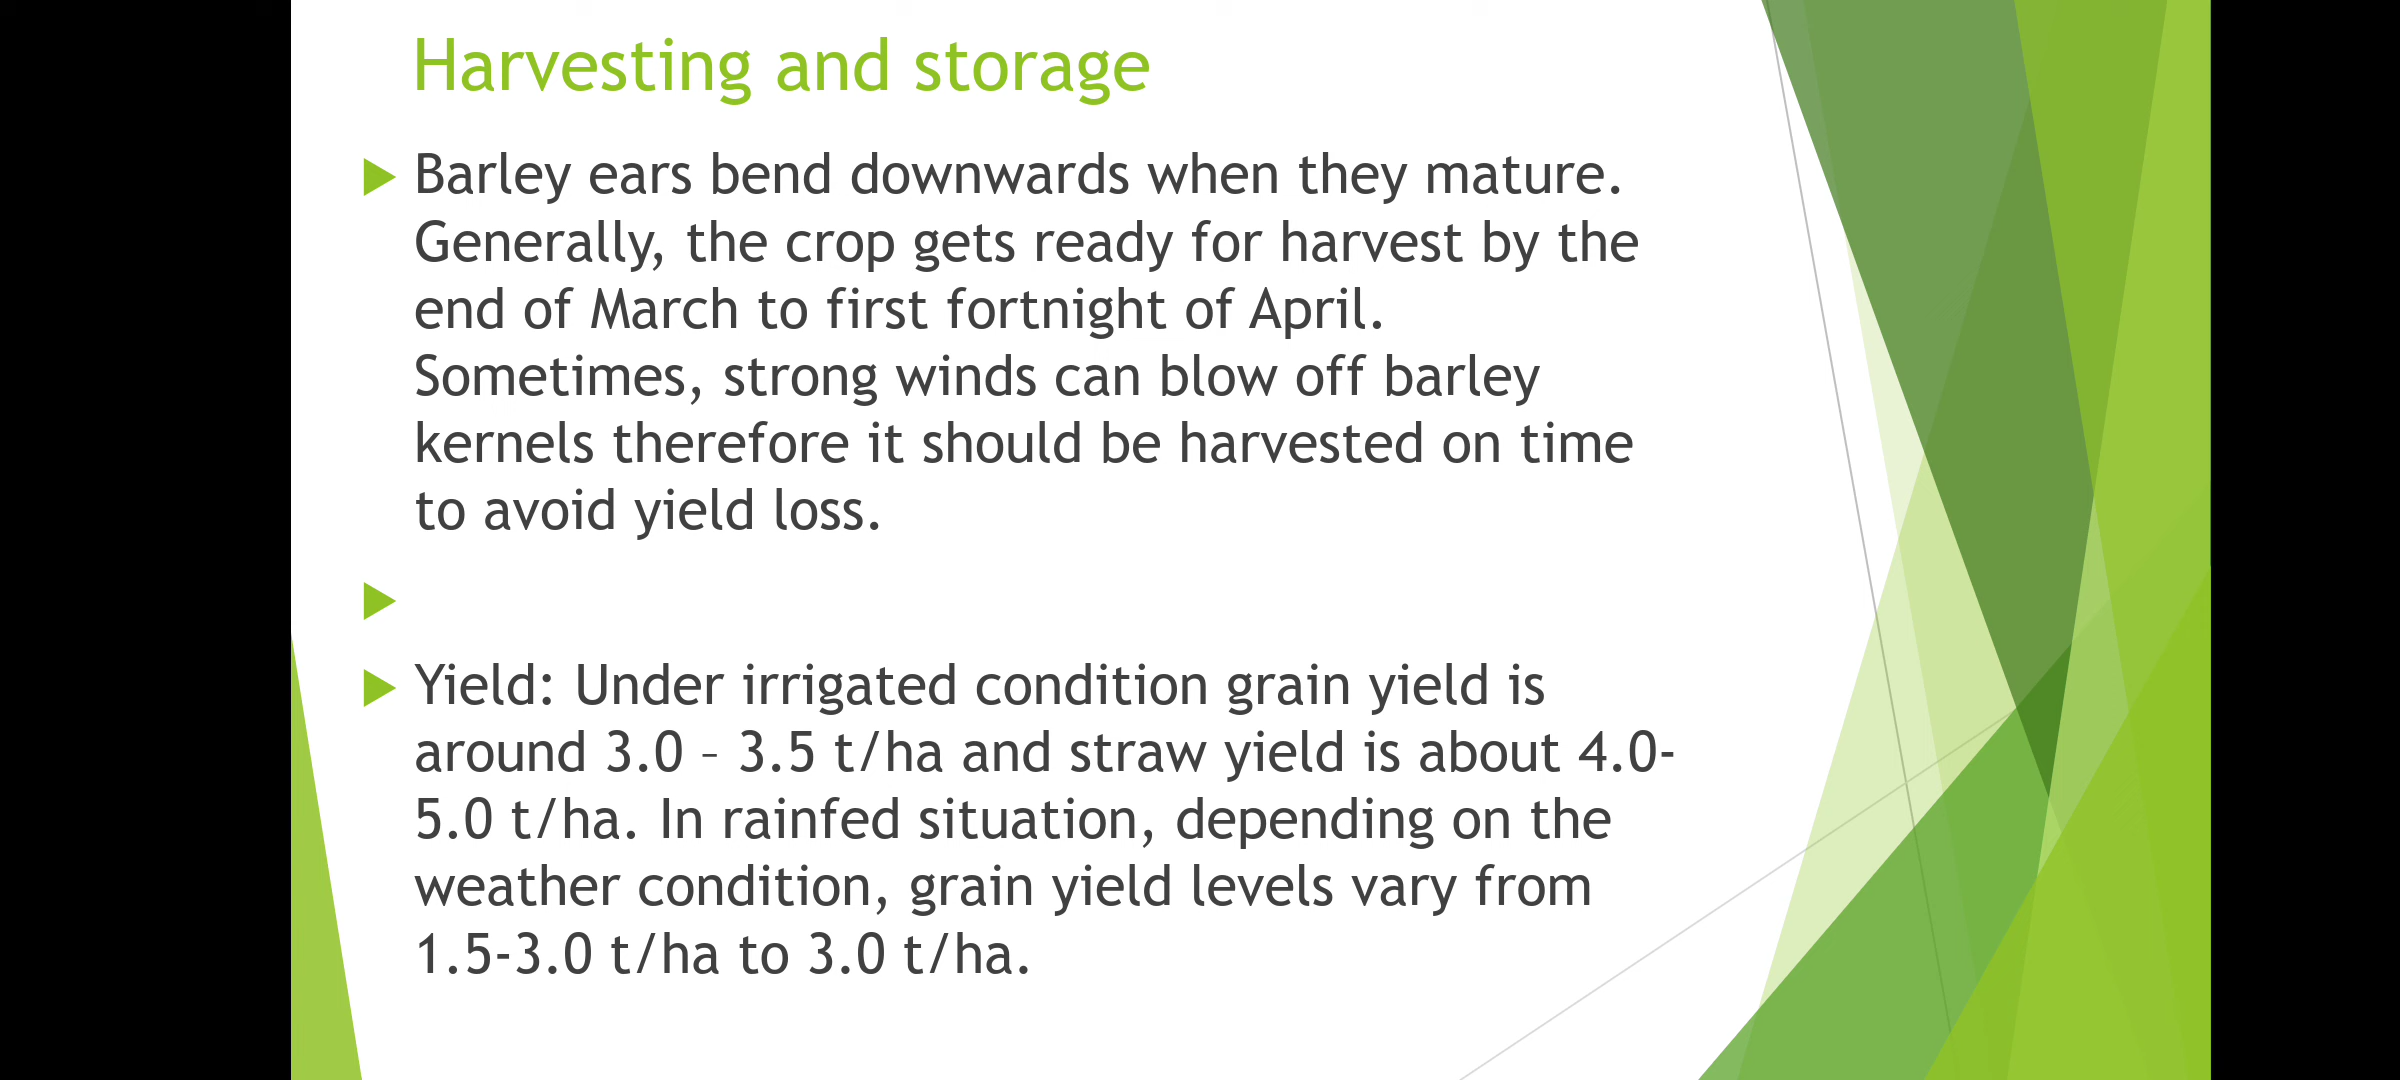 Harvesting and storage
Barley ears bend downwards when they mature.
Generally, the crop gets ready for harvest by the
end of March to first fortnight of April.
Sometimes, strong winds can blow off barley
kernels therefore it should be harvested on time
to avoid yield loss.
Yield: Under irrigated condition grain yield is
around 3.0 – 3.5 t/ha and straw yield is about 4.0-
5.0 t/ha. In rainfed situation, depending on the
weather condition, grain yield levels vary from
1.5-3.0 t/ha to 3.0 t/ha.